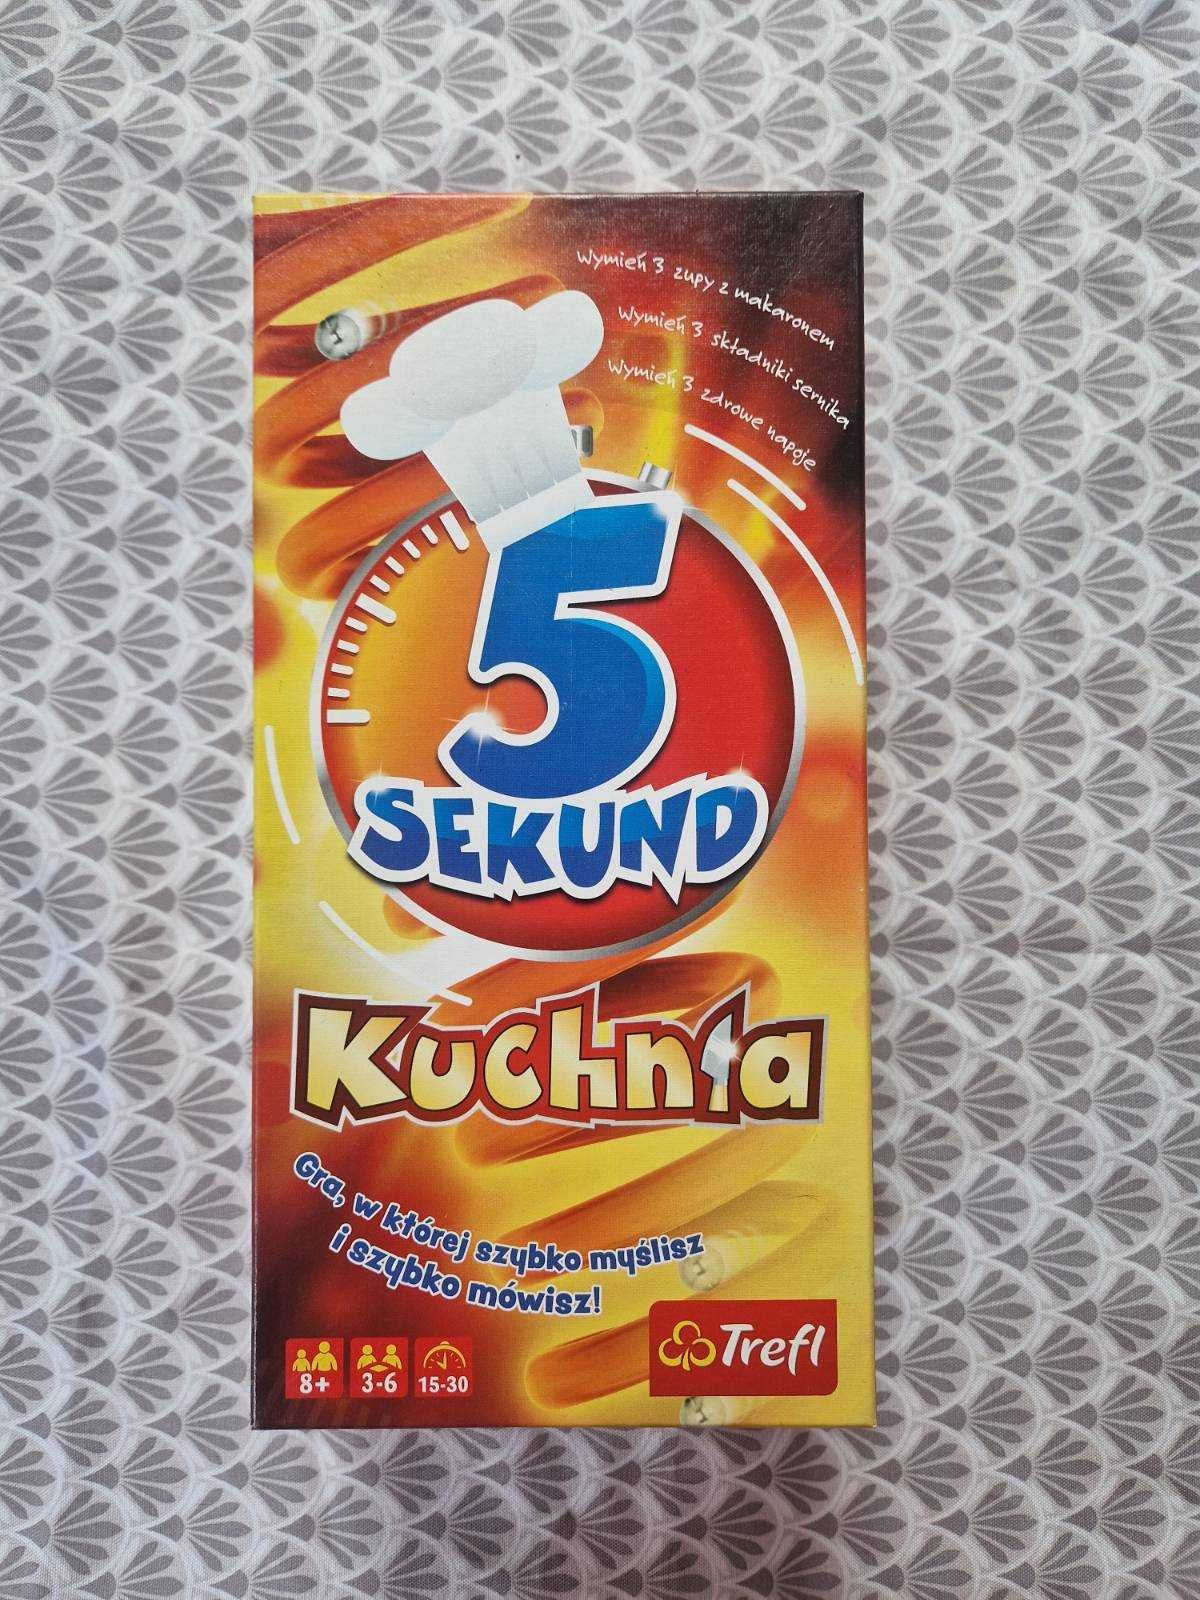 Wymień 3 zupy z makaronem
Wymień 3 składniki sernika
Wymień 3 zdrowe napoje
5
SEKUND
Kuchnia
Gra, w której szybko myślisz
i szybko mówisz!
8+
3-6
15-30
Trefl